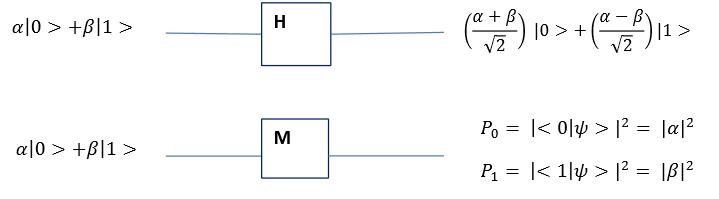 α|0 > +β|1 > H ((α + β)/√2) |0 > +((α − β)/√2) |1 >
α|0 > +β|1 > M
P₀ = |< 0|ψ > |² = |α|²
P₁ = |< 1|ψ > |² = |β|²